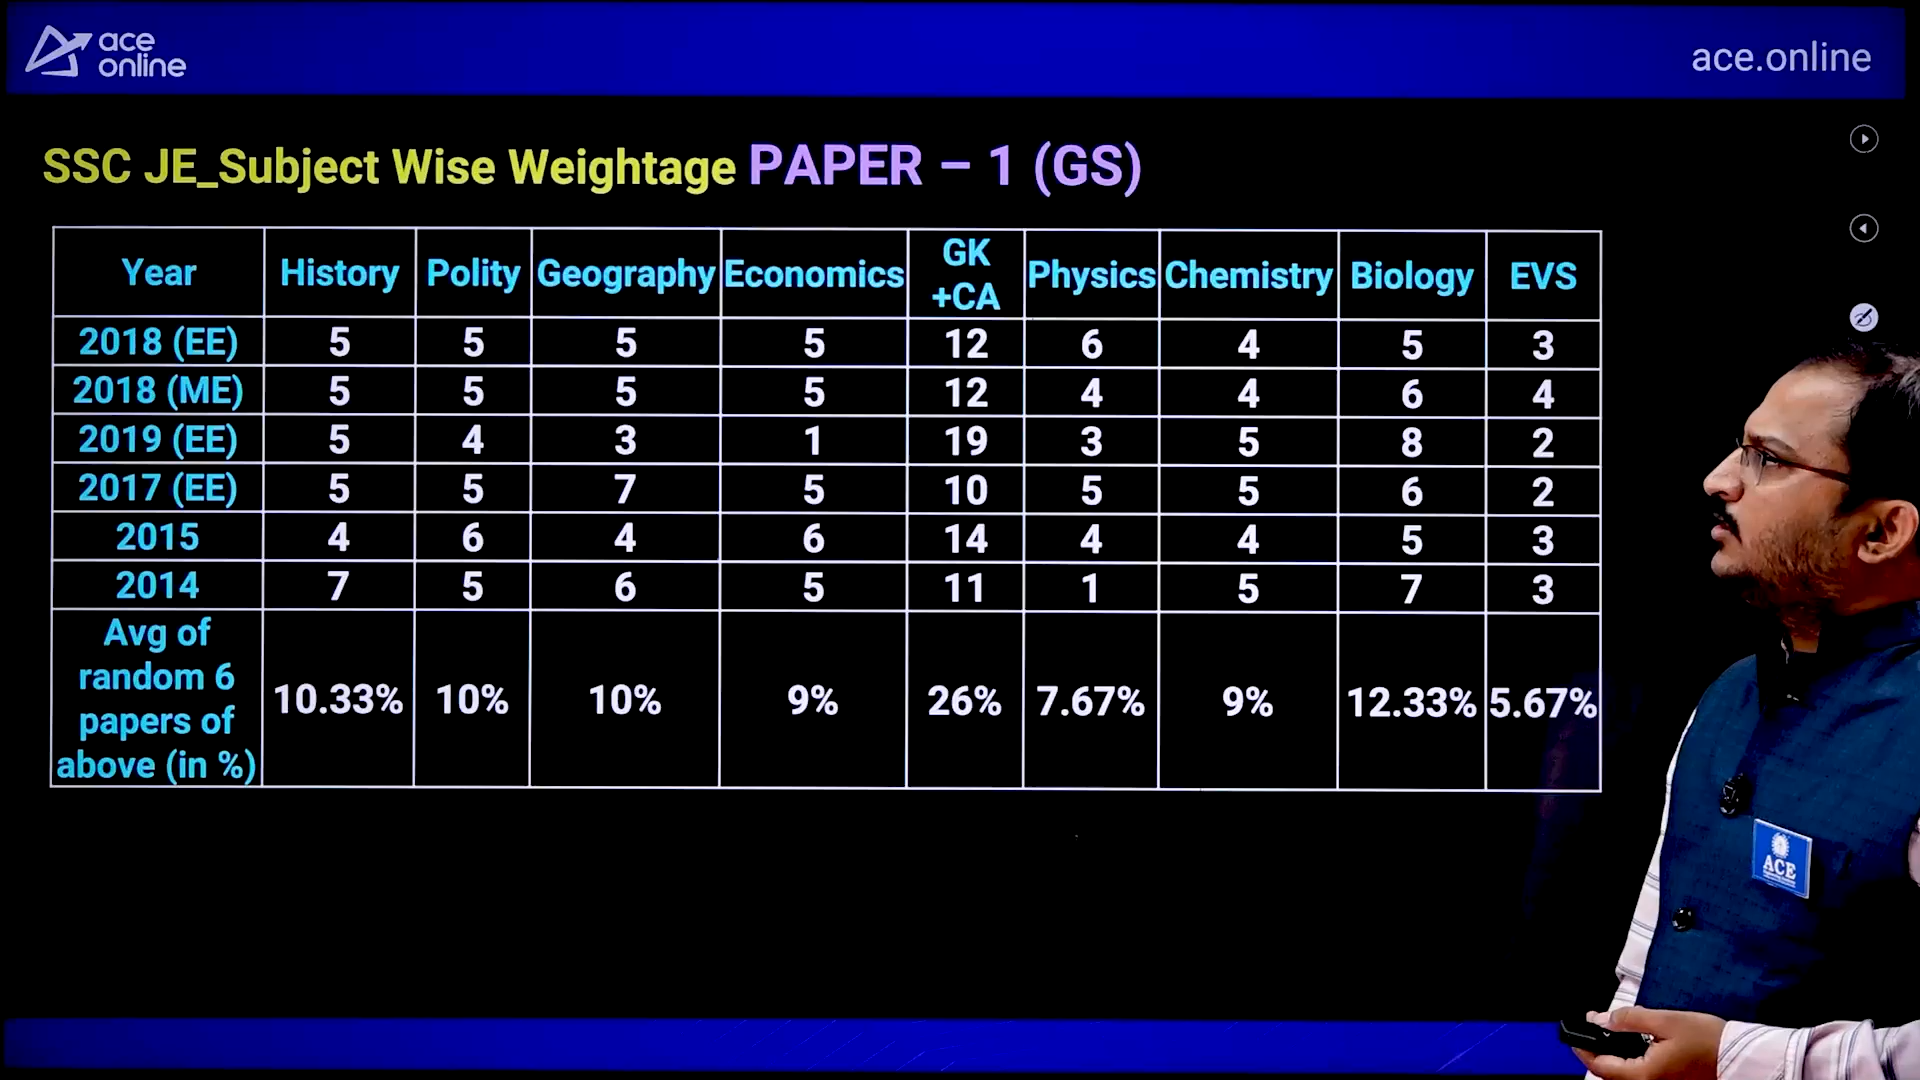 ace
online
ace.online
SSC JE_Subject Wise Weightage PAPER – 1 (GS)
Year History Polity Geography Economics GK +CA Physics Chemistry Biology EVS
2018 (EE) 5 5 5 5 12 6 4 5 3
2018 (ME) 5 5 5 5 12 4 4 6 4
2019 (EE) 5 4 3 1 19 3 5 8 2
2017 (EE) 5 5 7 5 10 5 5 6 2
2015 4 6 4 6 14 4 4 5 3
2014 7 5 6 5 11 1 5 7 3
Avg of
random 6
papers of
above (in %)
10.33% 10% 10% 9% 26% 7.67% 9% 12.33% 5.67%
ACE